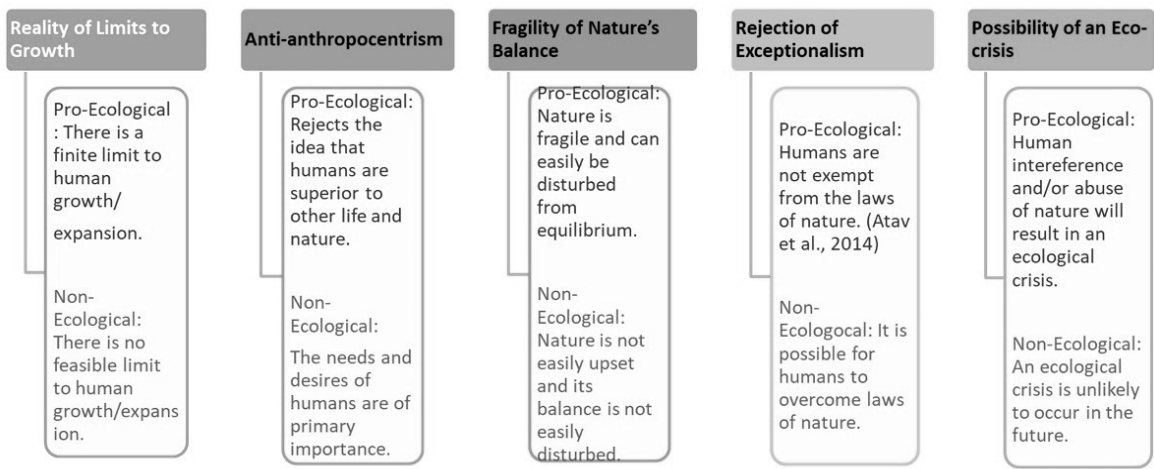 Reality of Limits to
Growth
Pro-Ecological
: There is a
finite limit to
human
growth/
expansion.
Non-
Ecological:
There is no
feasible limit
to human
growth/expans
ion.
Anti-anthropocentrism
Pro-Ecological:
Rejects the
idea that
humans are
superior to
other life and
nature.
Non-
Ecological:
The needs and
desires of
humans are of
primary
importance.
Fragility of Nature's
Balance
Pro-Ecological:
Nature is
fragile and can
easily be
disturbed
from
equilibrium.
Non-
Ecological:
Nature is not
easily upset
and its
balance is not
easily
disturbed.
Rejection of
Exceptionalism
Pro-Ecological:
Humans are
not exempt
from the laws
of nature. (Atav
et al., 2014)
Non-
Ecologocal: It is
possible for
humans to
overcome laws
of nature.
Possibility of an Eco-
crisis
Pro-Ecological:
Human
intereference
and/or abuse
of nature will
result in an
ecological
crisis.
Non-Ecological:
An ecological
crisis is unlikely
to occur in the
future.